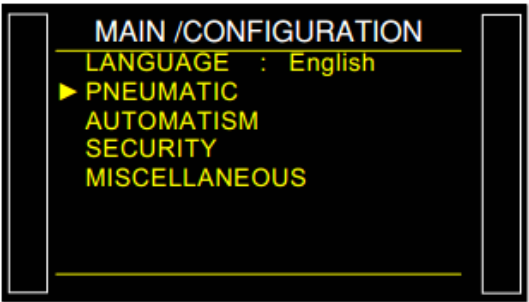 MAIN /CONFIGURATION
LANGUAGE : English
PNEUMATIC
AUTOMATISM
SECURITY
MISCELLANEOUS